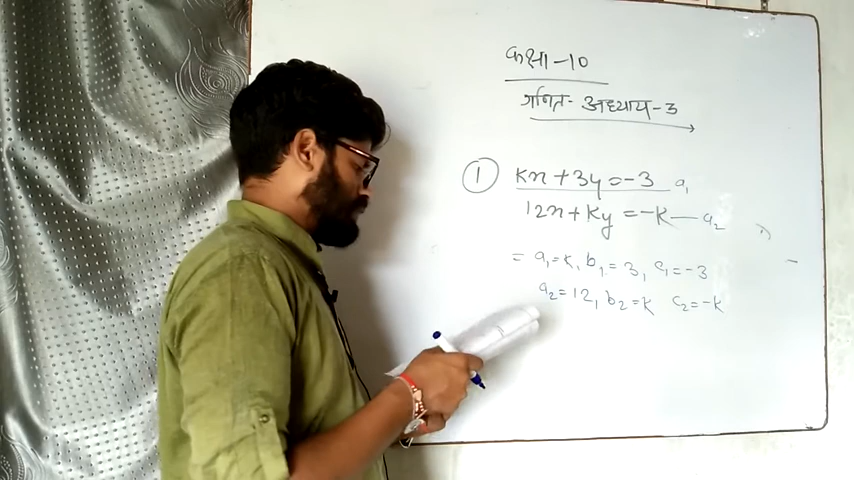 कक्षा-10
गणित- अध्याय-3
① kx+3y=-3 a₁
12x+ky=-k — a₂
= a₁=k, b₁=3, c₁=-3
a₂=12, b₂=k c₂=-k